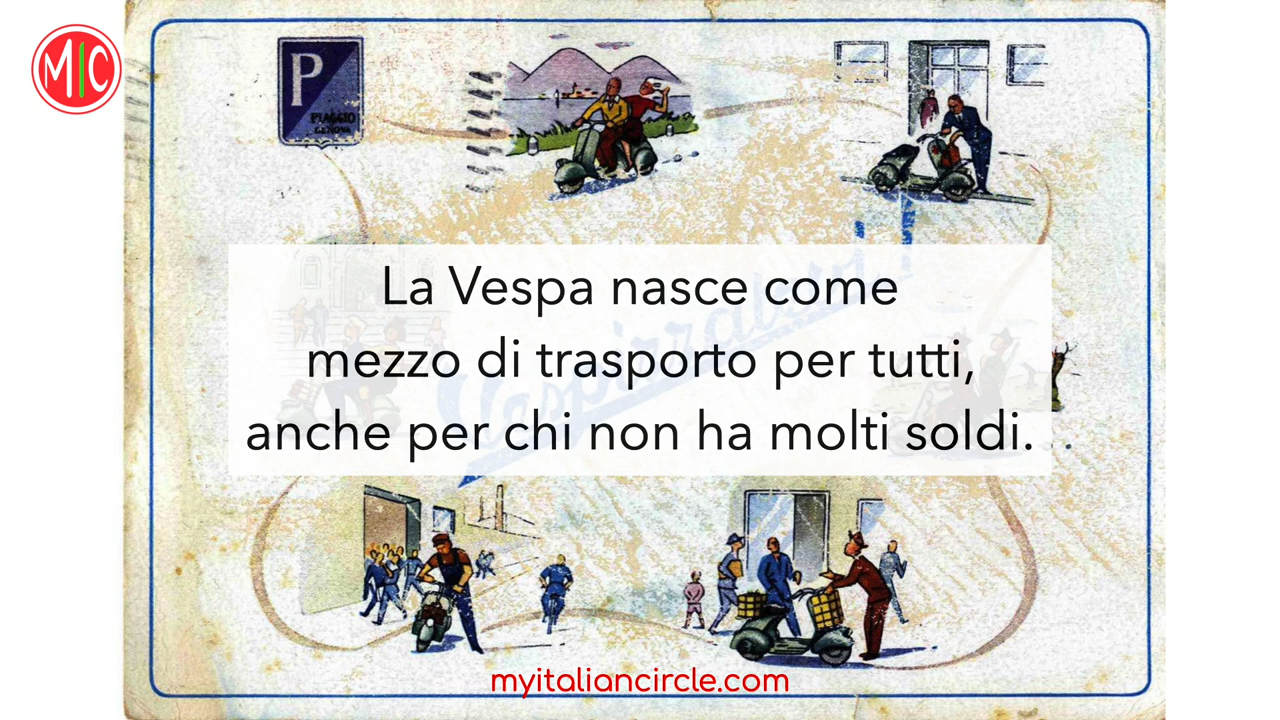 MIC
P
PIAGGIO
GENOVA
La Vespa nasce come
mezzo di trasporto per tutti,
anche per chi non ha molti soldi.
myitaliancircle.com